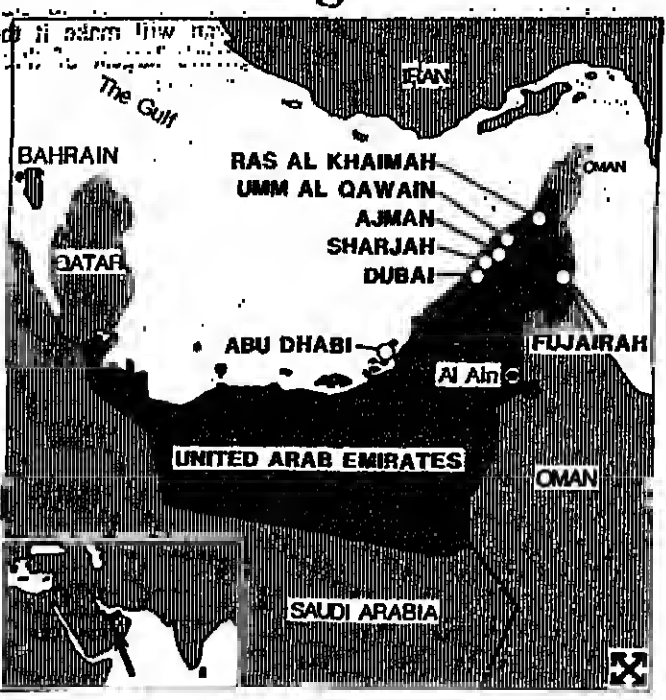 The Gulf
IRAN
BAHRAIN
OMAN
RAS AL KHAIMAH
UMM AL QAWAIN
AJMAN
SHARJAH
DUBAI
QATAR
ABU DHABI
FUJAIRAH
Al Ain
UNITED ARAB EMIRATES
OMAN
SAUDI ARABIA